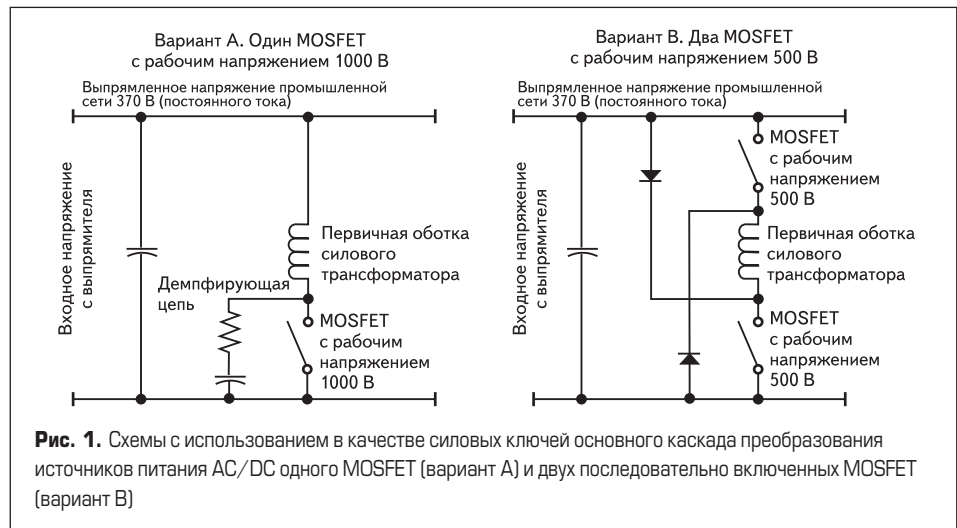 Вариант А. Один MOSFET
с рабочим напряжением 1000 В
Выпрямленное напряжение промышленной
сети 370 В (постоянного тока)
Входное напряжение
с выпрямителя
Первичная оботка
силового
трансформатора
Демпфирующая
цепь
MOSFET
с рабочим
напряжением
1000 В
Вариант В. Два MOSFET
с рабочим напряжением 500 В
Выпрямленное напряжение промышленной
сети 370 В (постоянного тока)
Входное напряжение
с выпрямителя
MOSFET
с рабочим
напряжением
500 В
Первичная оботка
силового
трансформатора
MOSFET
с рабочим
напряжением
500 В
Рис. 1. Схемы с использованием в качестве силовых ключей основного каскада преобразования
источников питания AC/DC одного MOSFET (вариант А) и двух последовательно включенных MOSFET
(вариант В)